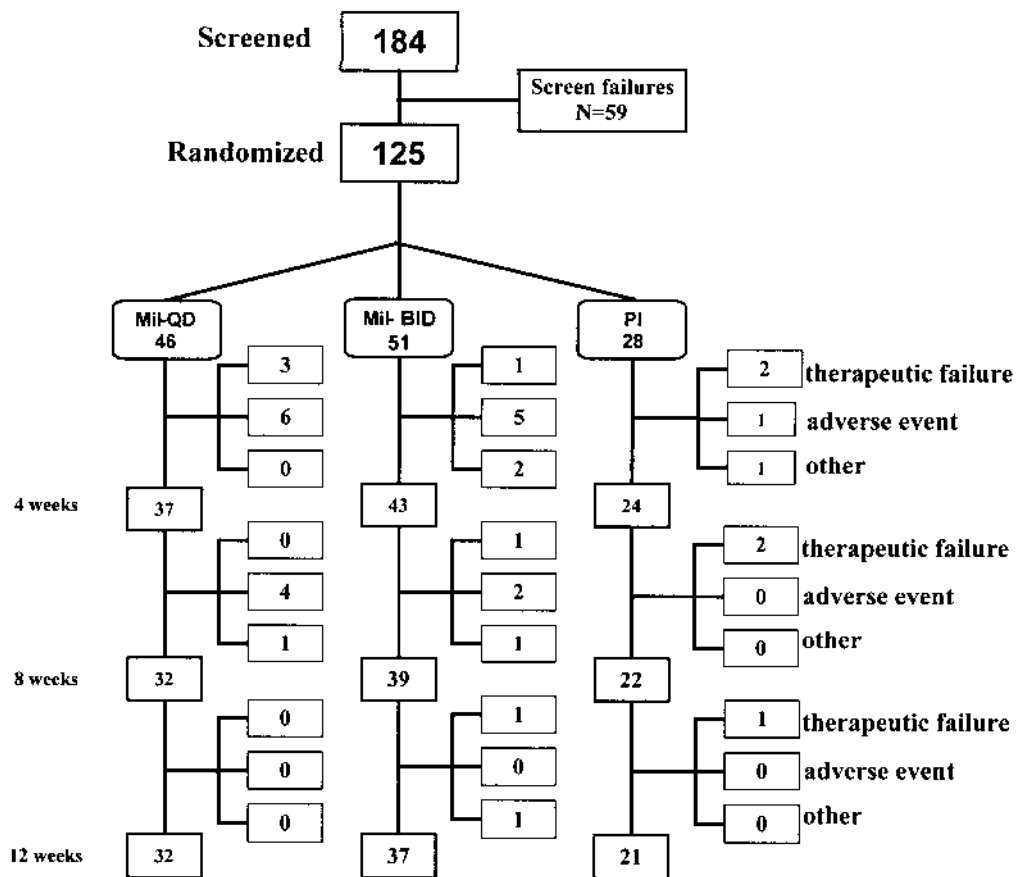 Screened
184
Screen failures
N=59
Randomized
125
Mil-QD
46
Mil- BID
51
PI
28
3
1
2 therapeutic failure
6
5
1 adverse event
0
2
1 other
4 weeks
37
43
24
0
1
2 therapeutic failure
4
2
0 adverse event
1
1
0 other
8 weeks
32
39
22
0
1
1 therapeutic failure
0
0
0 adverse event
0
1
0 other
12 weeks
32
37
21